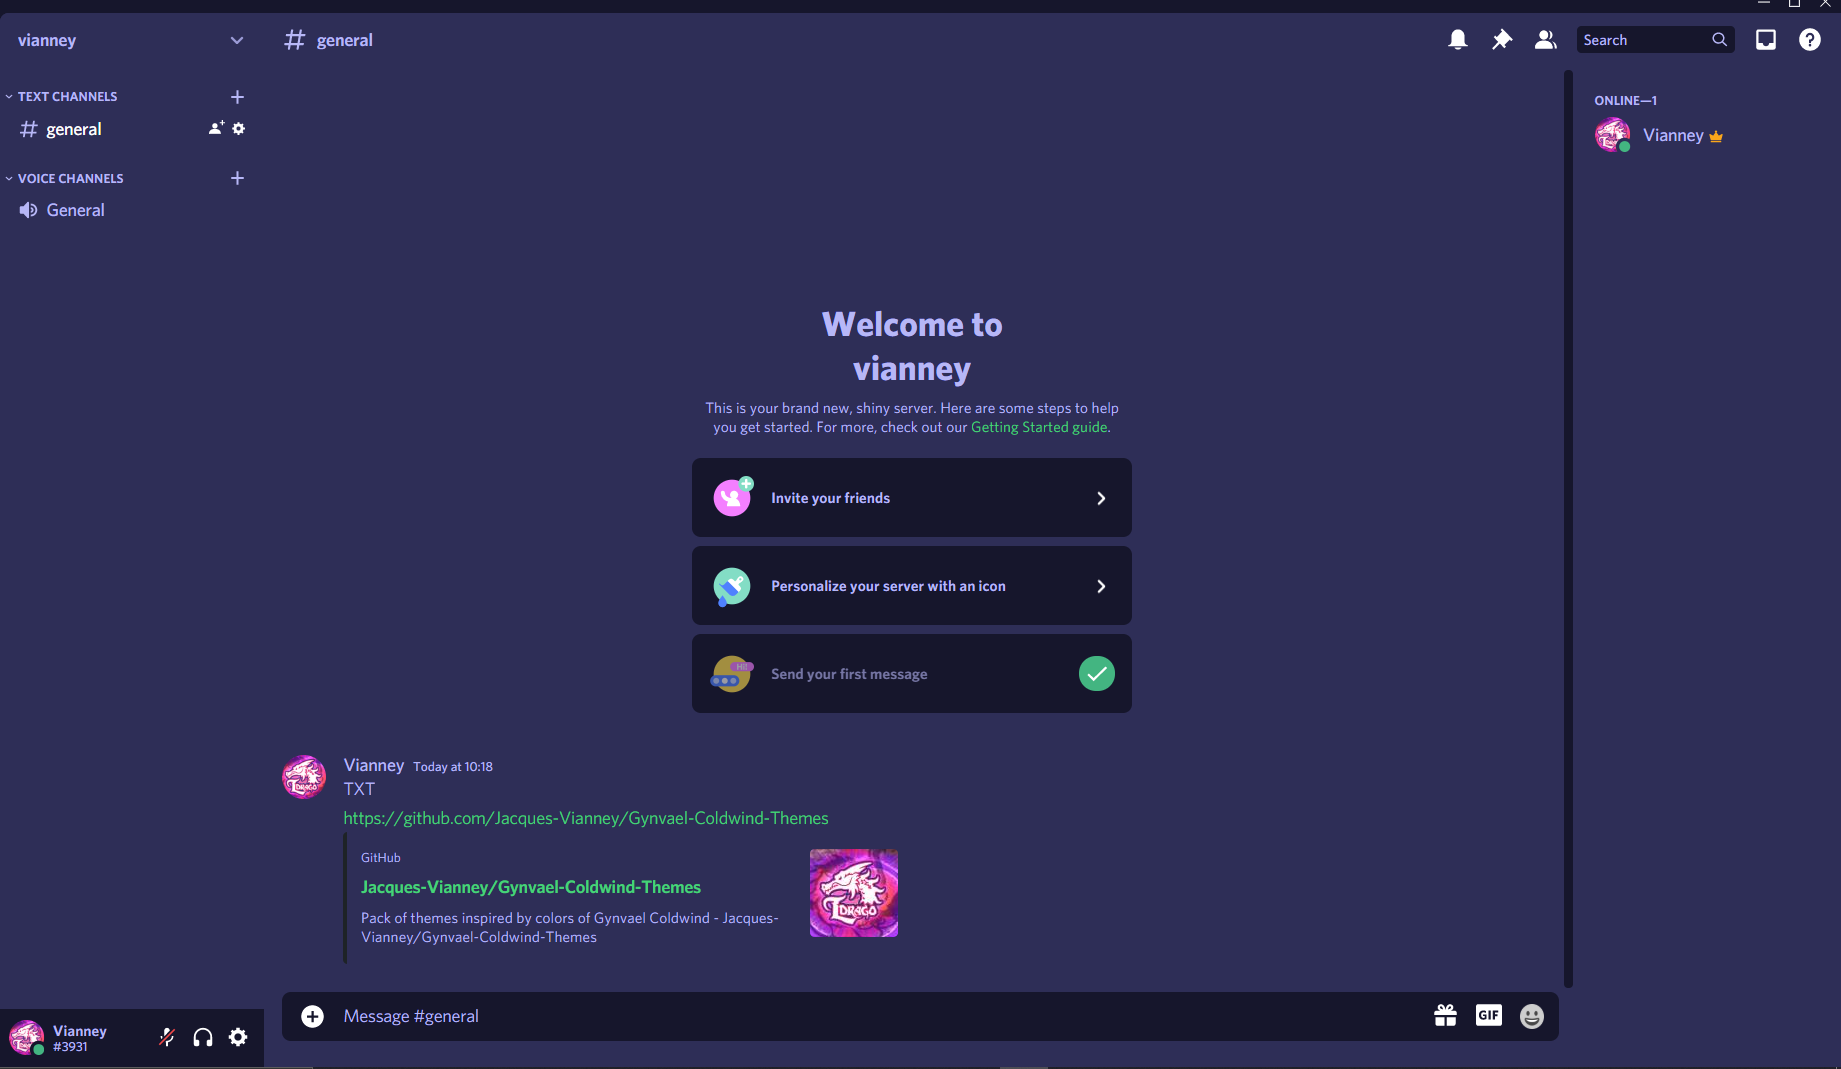 vianney
general
Search
TEXT CHANNELS
general
VOICE CHANNELS
General
ONLINE—1
Vianney
Welcome to
vianney
This is your brand new, shiny server. Here are some steps to help
you get started. For more, check out our Getting Started guide.
Invite your friends
Personalize your server with an icon
Hi!
Send your first message
Vianney Today at 10:18
TXT
https://github.com/Jacques-Vianney/Gynvael-Coldwind-Themes
GitHub
Jacques-Vianney/Gynvael-Coldwind-Themes
Pack of themes inspired by colors of Gynvael Coldwind - Jacques-
Vianney/Gynvael-Coldwind-Themes
LDRAGO
Message #general
GIF
Vianney
#3931